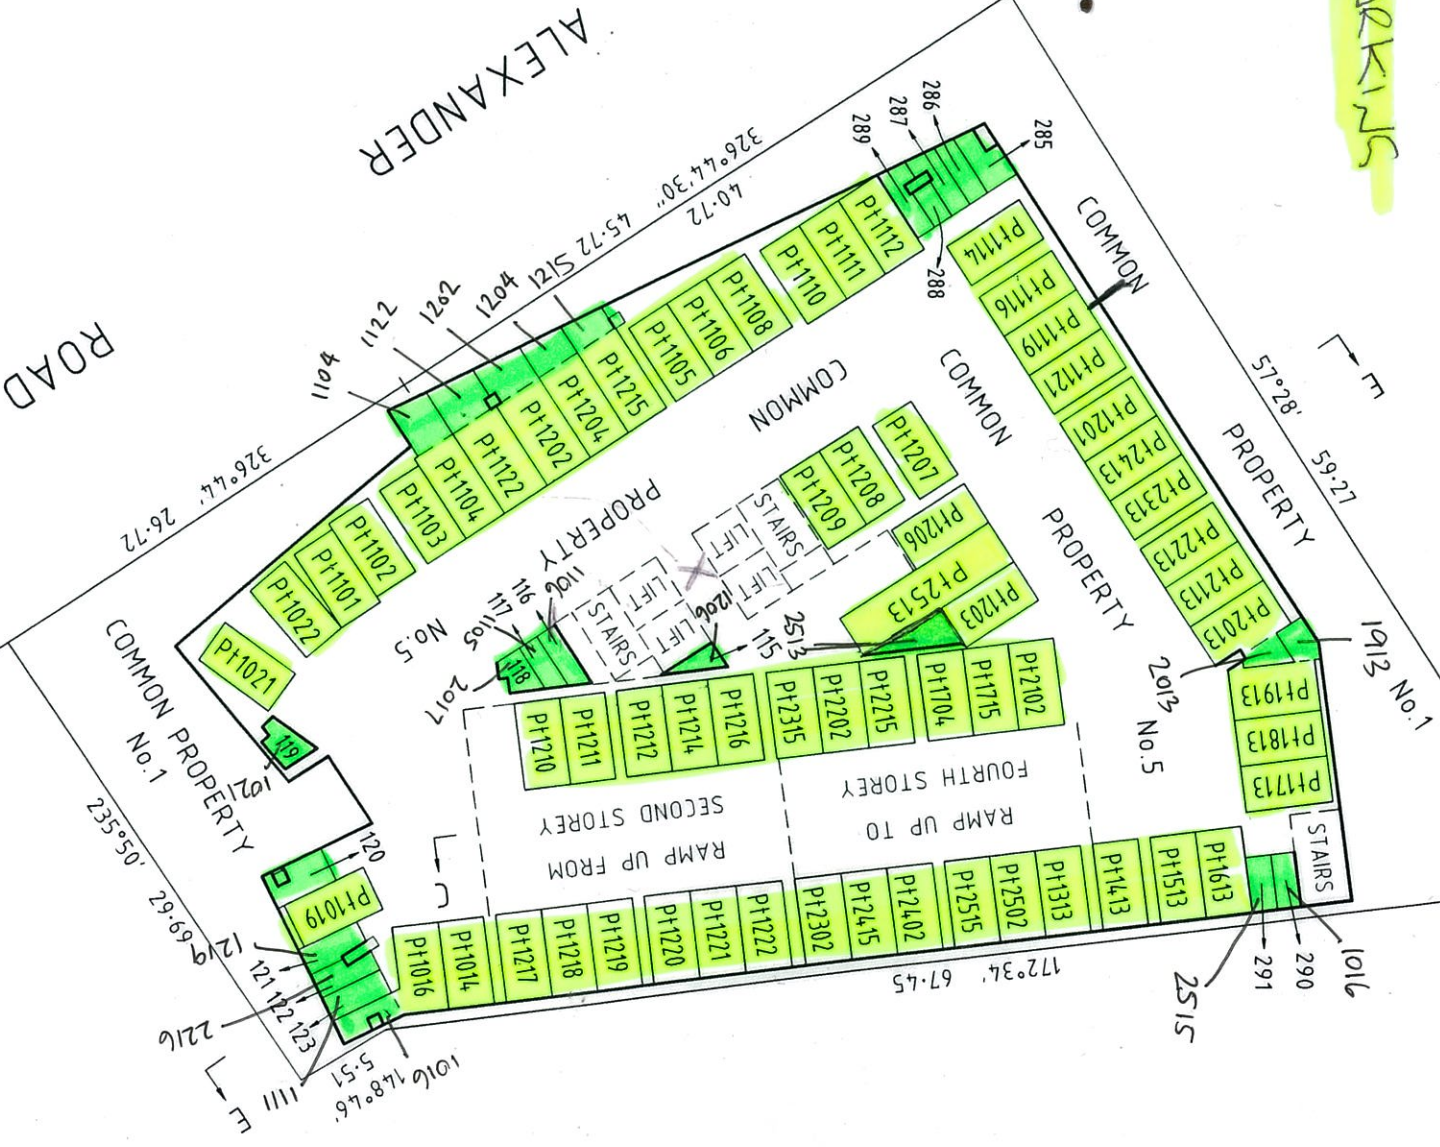 ALEXANDER
ROAD
ARKING
326°44'30"
40·72
45·72
326°44'
26·72
57°28'
59·27
172°34'
67·45
148°46'
5·51
235°50'
29·69
COMMON
PROPERTY
No.1
COMMON PROPERTY
No.1
COMMON
PROPERTY
No.5
COMMON
PROPERTY
No.5
289
287
286
285
288
1104
1122
1202
1204
1215
Pt1112
Pt1111
Pt1110
Pt1108
Pt1106
Pt1105
Pt1215
Pt1204
Pt1202
Pt1122
Pt1104
Pt1103
Pt1102
Pt1101
Pt1022
Pt1021
Pt1114
Pt1116
Pt1119
Pt1121
Pt1201
Pt2413
Pt2313
Pt2213
Pt2113
Pt2013
Pt1913
Pt1813
Pt1713
1913
2013
STAIRS
Pt1207
Pt1208
Pt1209
Pt1206
Pt2513
Pt1203
STAIRS
LIFT
LIFT
LIFT
LIFT
STAIRS
1106
116
117
1105
118
2017
1206
115
2513
119
1021
120
Pt1019
1219
121
122
2216
123
1111
1016
Pt1210
Pt1211
Pt1212
Pt1214
Pt1216
Pt2315
Pt2202
Pt2215
Pt1704
Pt1715
Pt2102
RAMP UP FROM
SECOND STOREY
RAMP UP TO
FOURTH STOREY
Pt1016
Pt1014
Pt1217
Pt1218
Pt1219
Pt1220
Pt1221
Pt1222
Pt2302
Pt2415
Pt2402
Pt2515
Pt2502
Pt1313
Pt1413
Pt1513
Pt1613
291
290
1016
2515
C
E
E